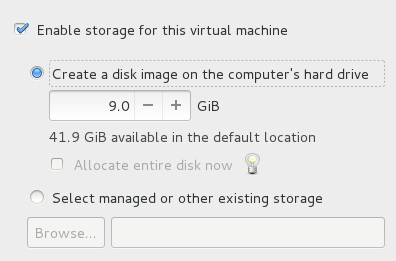 Enable storage for this virtual machine
Create a disk image on the computer's hard drive
9.0 − + GiB
41.9 GiB available in the default location
Allocate entire disk now
Select managed or other existing storage
Browse...